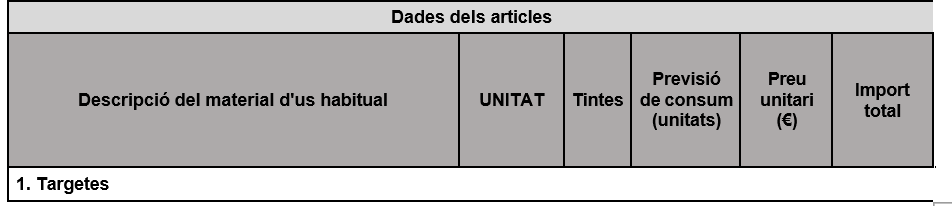 Dades dels articles
Descripció del material d'us habitual
UNITAT
Tintes
Previsió
de consum
(unitats)
Preu
unitari
(€)
Import
total
1. Targetes